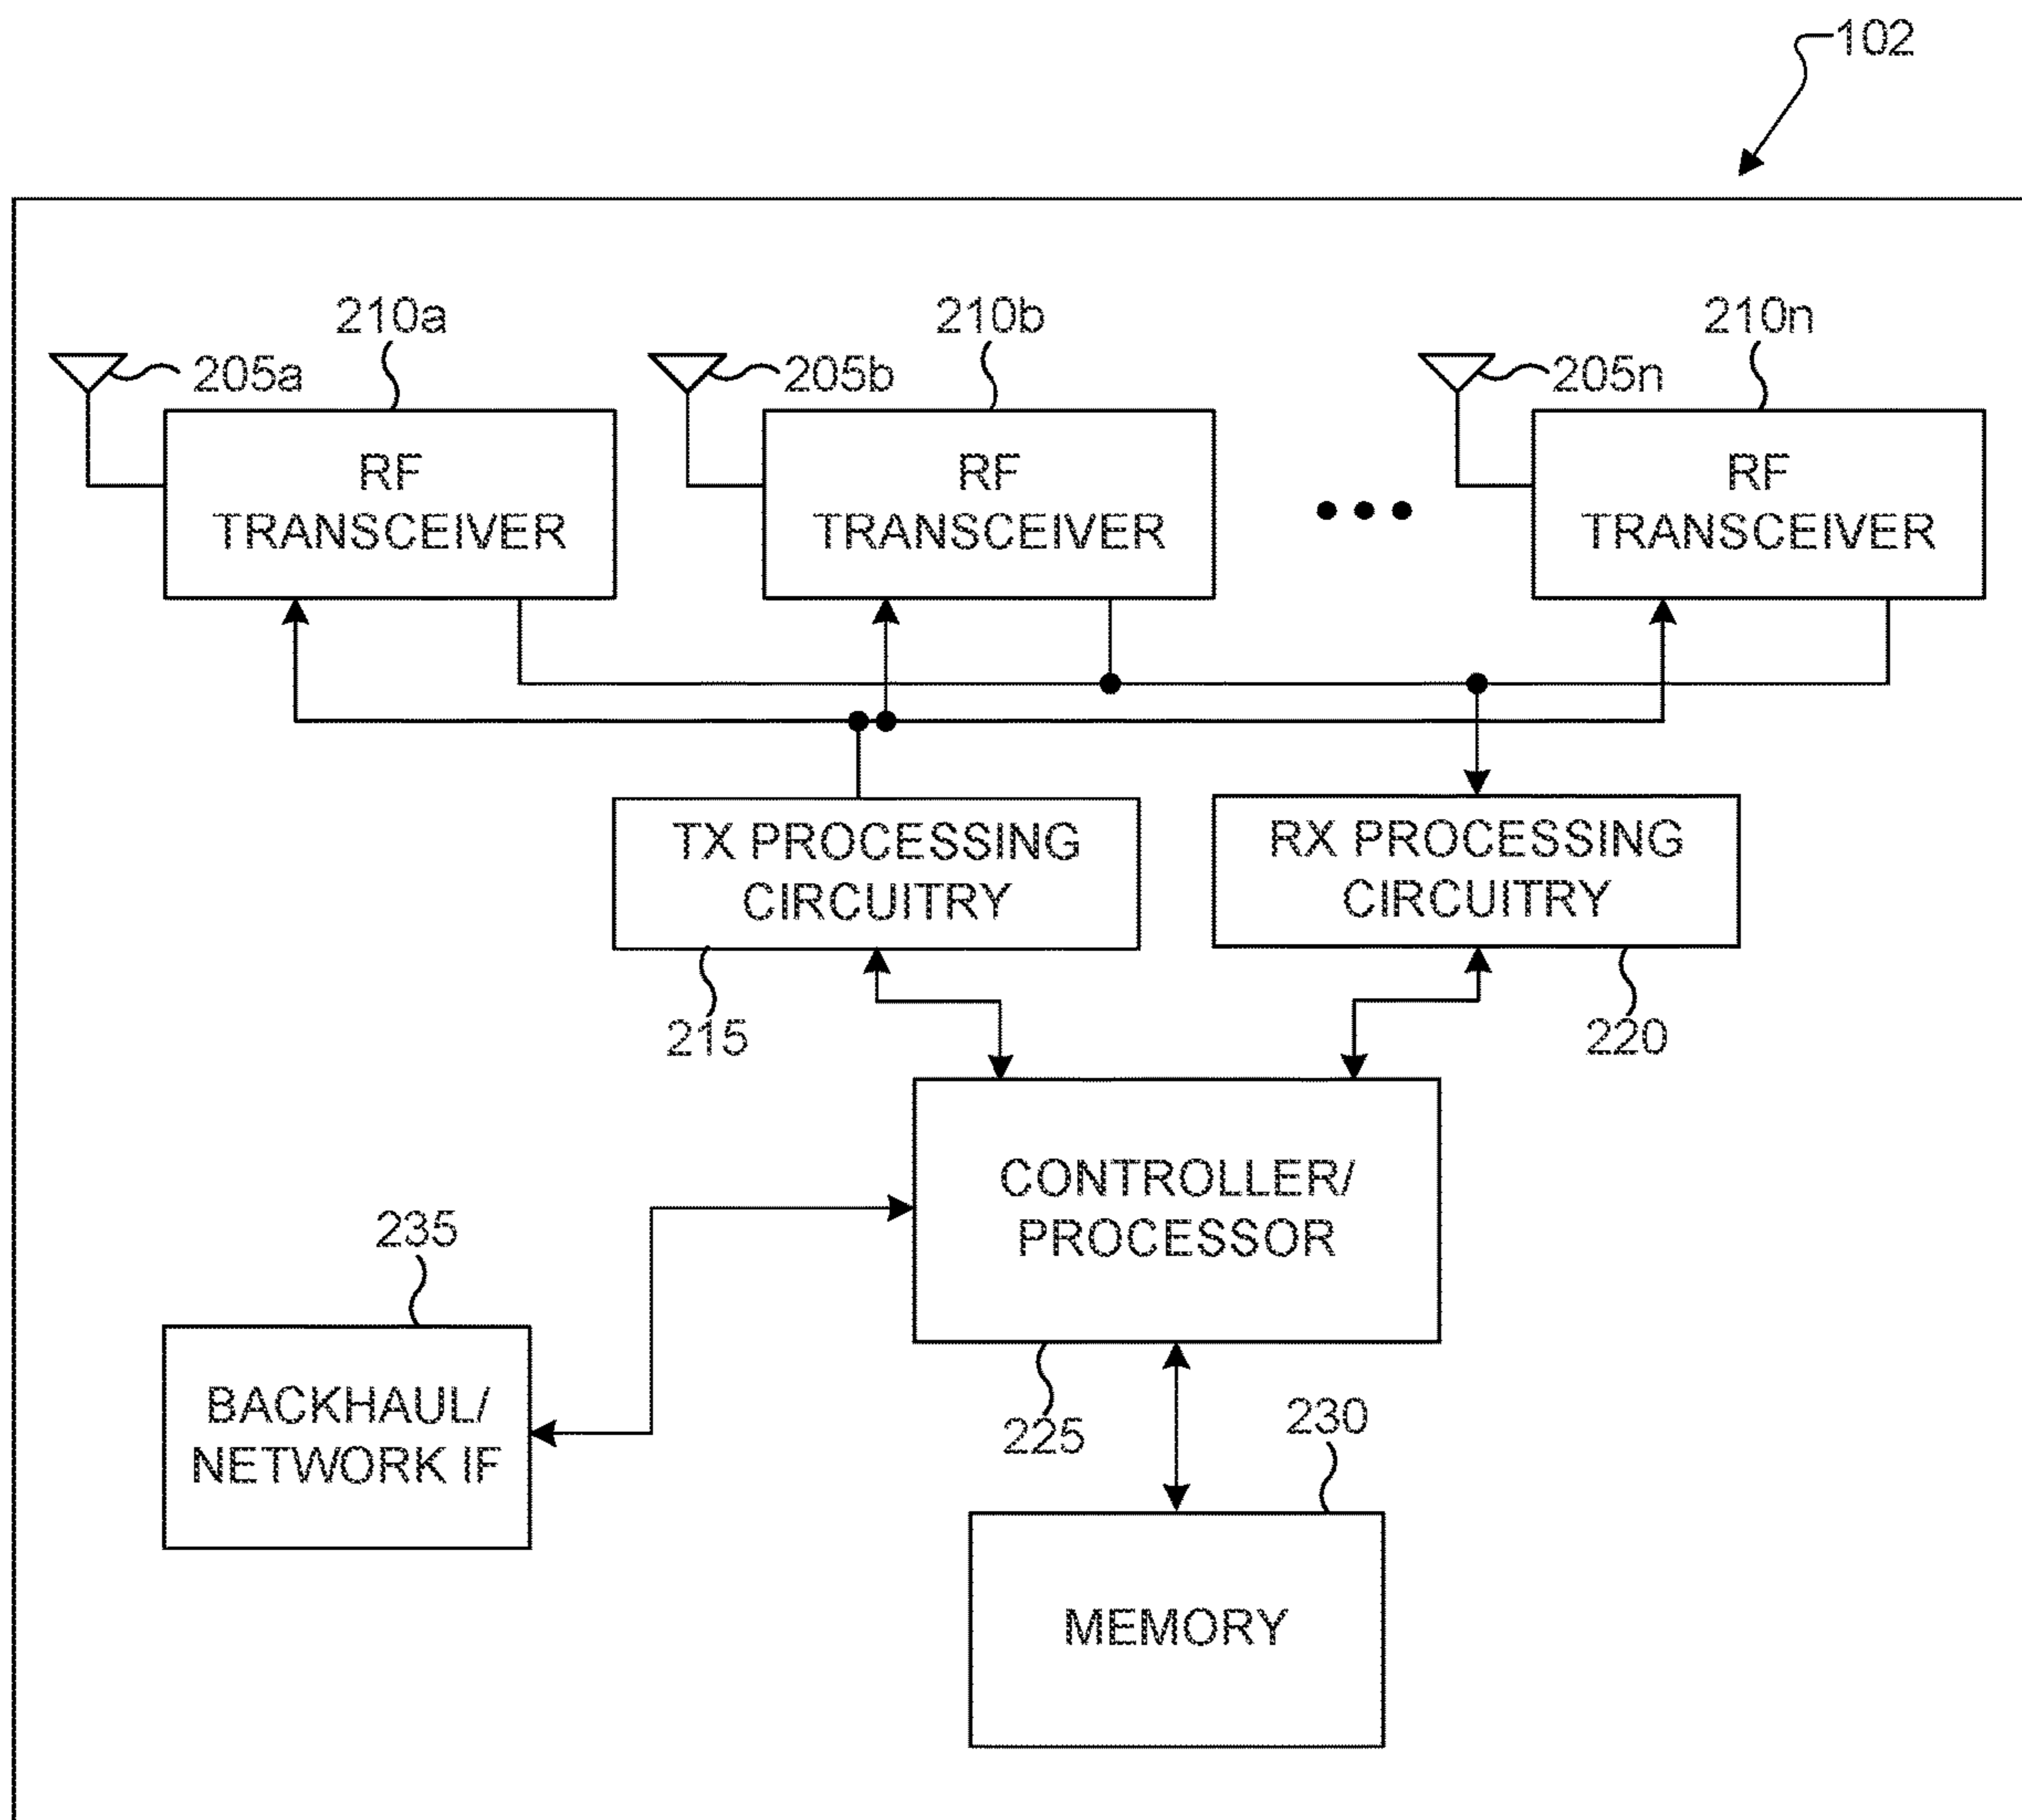 102
210a
210b
210n
205a
205b
205n
RF
TRANSCEIVER
RF
TRANSCEIVER
RF
TRANSCEIVER
TX PROCESSING
CIRCUITRY
RX PROCESSING
CIRCUITRY
215
220
CONTROLLER/
PROCESSOR
235
BACKHAUL/
NETWORK IF
225
230
MEMORY